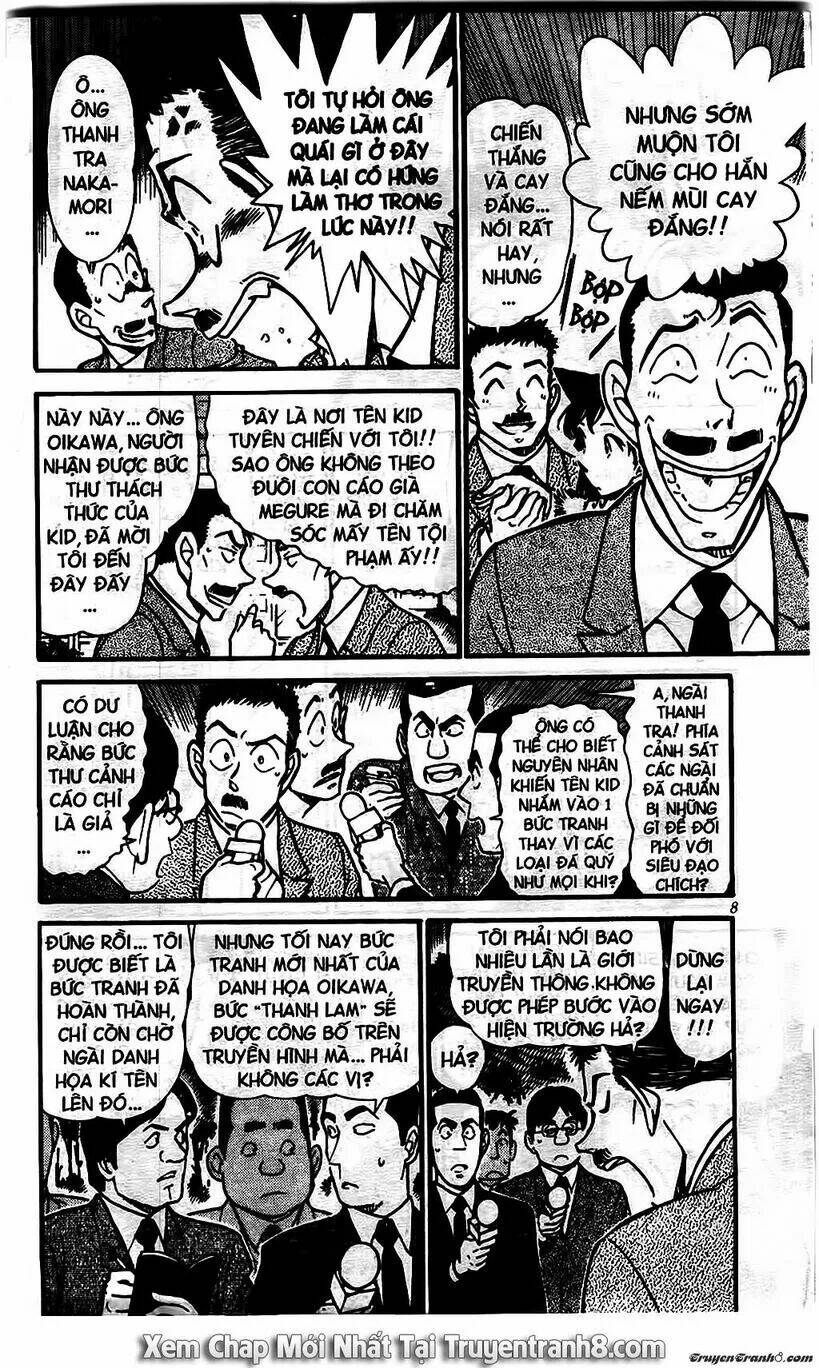 NHƯNG SỚM
MUỘN TÔI
CŨNG CHO HẮN
NẾM MÙI CAY
ĐẮNG!!
CHIẾN
THẮNG
VÀ CAY
ĐẮNG...
NÓI RẤT
HAY,
NHƯNG
...
BỘP
BỘP
TÔI TỰ HỎI ÔNG
ĐANG LÀM CÁI
QUÁI GÌ Ở ĐÂY
MÀ LẠI CÓ HỨNG
LÀM THƠ TRONG
LÚC NÀY!!
Ô...
ÔNG
THANH
TRA
NAKA-
MORI
...
ĐÂY LÀ NƠI TÊN KID
TUYÊN CHIẾN VỚI TÔI!!
SAO ÔNG KHÔNG THEO
ĐUÔI CON CÁO GIÀ
MEGURE MÀ ĐI CHĂM
SÓC MẤY TÊN TỘI
PHẠM ẤY!!
NÀY NÀY... ÔNG
OIKAWA, NGƯỜI
NHẬN ĐƯỢC BỨC
THƯ THÁCH
THỨC CỦA
KID, ĐÃ MỜI
TÔI ĐẾN
ĐÂY ĐẤY
...
A, NGÀI
THANH
TRA! PHÍA
CẢNH SÁT
CÁC NGÀI
ĐÃ CHUẨN
BỊ NHỮNG
GÌ ĐỂ ĐỐI
PHÓ VỚI
SIÊU ĐẠO
CHÍCH?
ÔNG CÓ
THỂ CHO BIẾT
NGUYÊN NHÂN
KHIẾN TÊN KID
NHẮM VÀO 1
BỨC TRANH
THAY VÌ CÁC
LOẠI ĐÁ QUÝ
NHƯ MỌI KHI?
CÓ DƯ
LUẬN CHO
RẰNG BỨC
THƯ CẢNH
CÁO CHỈ
LÀ GIẢ
...
8
DỪNG
LẠI
NGAY
!!!
TÔI PHẢI NÓI BAO
NHIÊU LẦN LÀ GIỚI
TRUYỀN THÔNG KHÔNG
ĐƯỢC PHÉP BƯỚC VÀO
HIỆN TRƯỜNG HẢ?
HẢ?
NHƯNG TỐI NAY BỨC
TRANH MỚI NHẤT CỦA
DANH HỌA OIKAWA,
BỨC "THANH LAM" SẼ
ĐƯỢC CÔNG BỐ TRÊN
TRUYỀN HÌNH MÀ... PHẢI
KHÔNG CÁC VỊ?
ĐÚNG RỒI... TÔI
ĐƯỢC BIẾT LÀ
BỨC TRANH ĐÃ
HOÀN THÀNH,
CHỈ CÒN CHỜ
NGÀI DANH
HỌA KÍ TÊN
LÊN ĐÓ...
Xem Chap Mới Nhất Tại Truyentranh8.com
TruyenTranh8.com